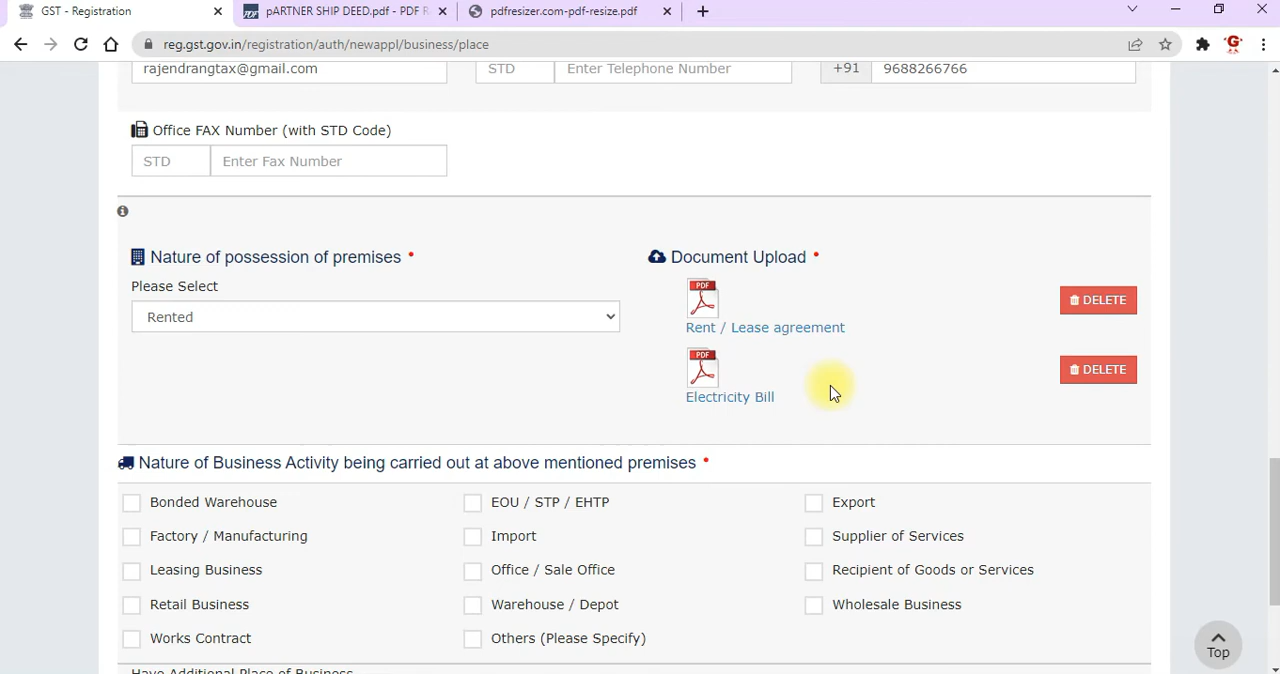 GST - Registration
pARTNER SHIP DEED.pdf - PDF R
pdfresizer.com-pdf-resize.pdf
reg.gst.gov.in/registration/auth/newappl/business/place
rajendrangtax@gmail.com STD Enter Telephone Number +91 9688266766
Office FAX Number (with STD Code)
STD Enter Fax Number
Nature of possession of premises • Document Upload •
Please Select
Rented
PDF
Rent / Lease agreement
DELETE
PDF
Electricity Bill
DELETE
Nature of Business Activity being carried out at above mentioned premises •
Bonded Warehouse EOU / STP / EHTP Export
Factory / Manufacturing Import Supplier of Services
Leasing Business Office / Sale Office Recipient of Goods or Services
Retail Business Warehouse / Depot Wholesale Business
Works Contract Others (Please Specify)
Have Additional Place of Business
Top